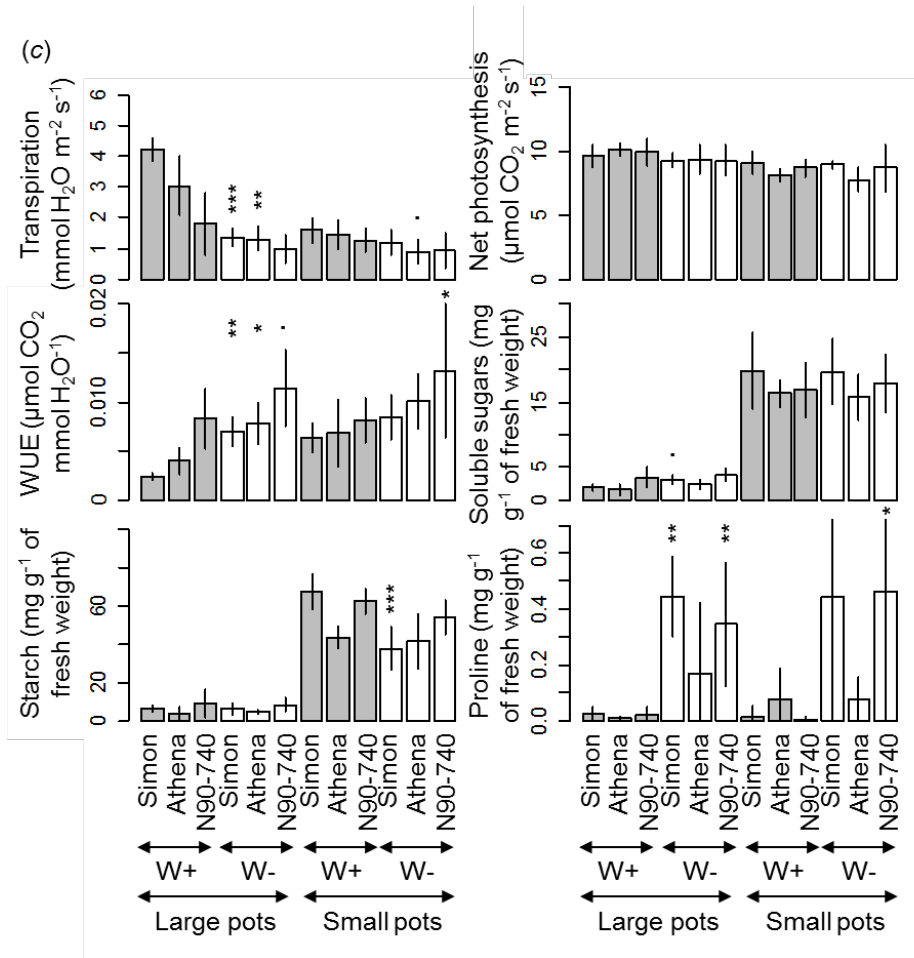 (c)
Transpiration
(mmol H₂O m⁻² s⁻¹)
0 1 2 3 4 5 6
*** ** .
Net photosynthesis
(µmol CO₂ m⁻² s⁻¹)
0 5 10 15
WUE (µmol CO₂
mmol H₂O⁻¹)
0 0.010 0.02
** * . *
Soluble sugars (mg
g⁻¹ of fresh weight)
0 5 15 25
.
Starch (mg g⁻¹ of
fresh weight)
0 20 60
***
Proline (mg g⁻¹
of fresh weight)
0.0 0.2 0.4 0.6
** ** *
Simon Athena N90-740 Simon Athena N90-740 Simon Athena N90-740 Simon Athena N90-740
W+ W- W+ W-
Large pots Small pots
Simon Athena N90-740 Simon Athena N90-740 Simon Athena N90-740 Simon Athena N90-740
W+ W- W+ W-
Large pots Small pots